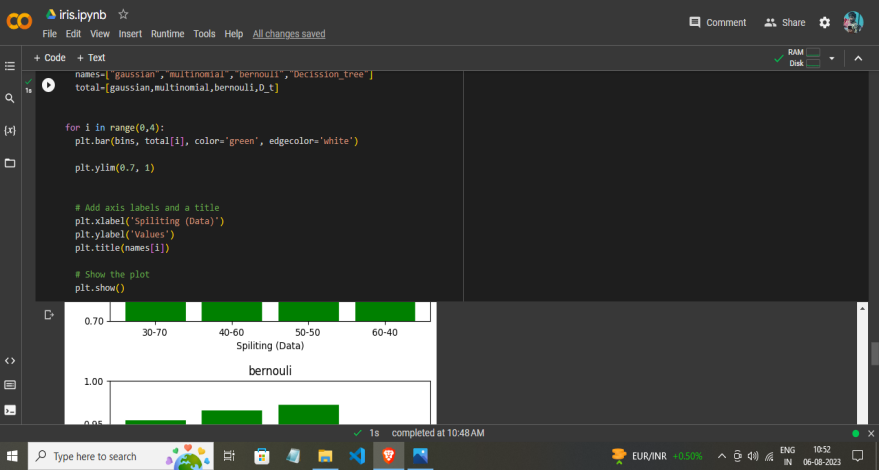 iris.ipynb
Comment
Share
File Edit View Insert Runtime Tools Help All changes saved
+ Code + Text
RAM
Disk
1s
names=["gaussian","multinomial","bernouli","Decission_tree"]
total=[gaussian,multinomial,bernouli,D_t]
for i in range(0,4):
plt.bar(bins, total[i], color='green', edgecolor='white')
plt.ylim(0.7, 1)
# Add axis labels and a title
plt.xlabel('Spiliting (Data)')
plt.ylabel('Values')
plt.title(names[i])
# Show the plot
plt.show()
{x}
0.70
30-70 40-60 50-50 60-40
Spiliting (Data)
bernouli
1.00
0.95
1s completed at 10:48 AM
Type here to search
EUR/INR +0.50%
ENG
IN
10:52
06-08-2023